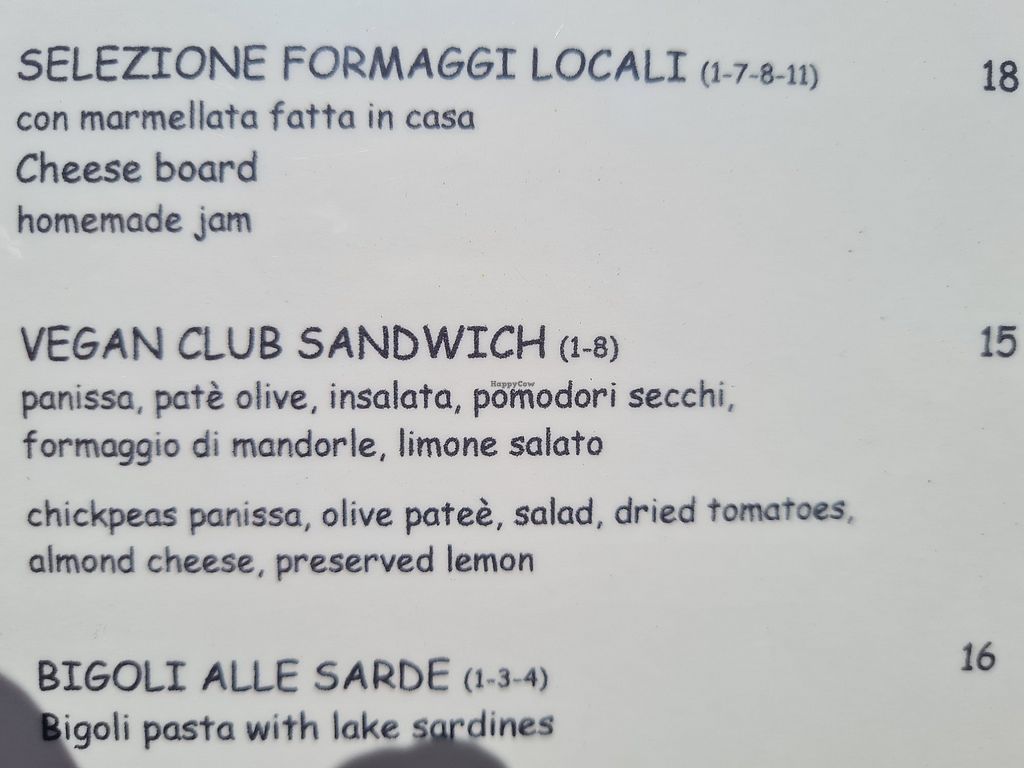 SELEZIONE FORMAGGI LOCALI (1-7-8-11) 18
con marmellata fatta in casa
Cheese board
homemade jam
VEGAN CLUB SANDWICH (1-8) 15
panissa, patè olive, insalata, pomodori secchi,
formaggio di mandorle, limone salato
chickpeas panissa, olive pateè, salad, dried tomatoes,
almond cheese, preserved lemon
BIGOLI ALLE SARDE (1-3-4) 16
Bigoli pasta with lake sardines
HappyCow